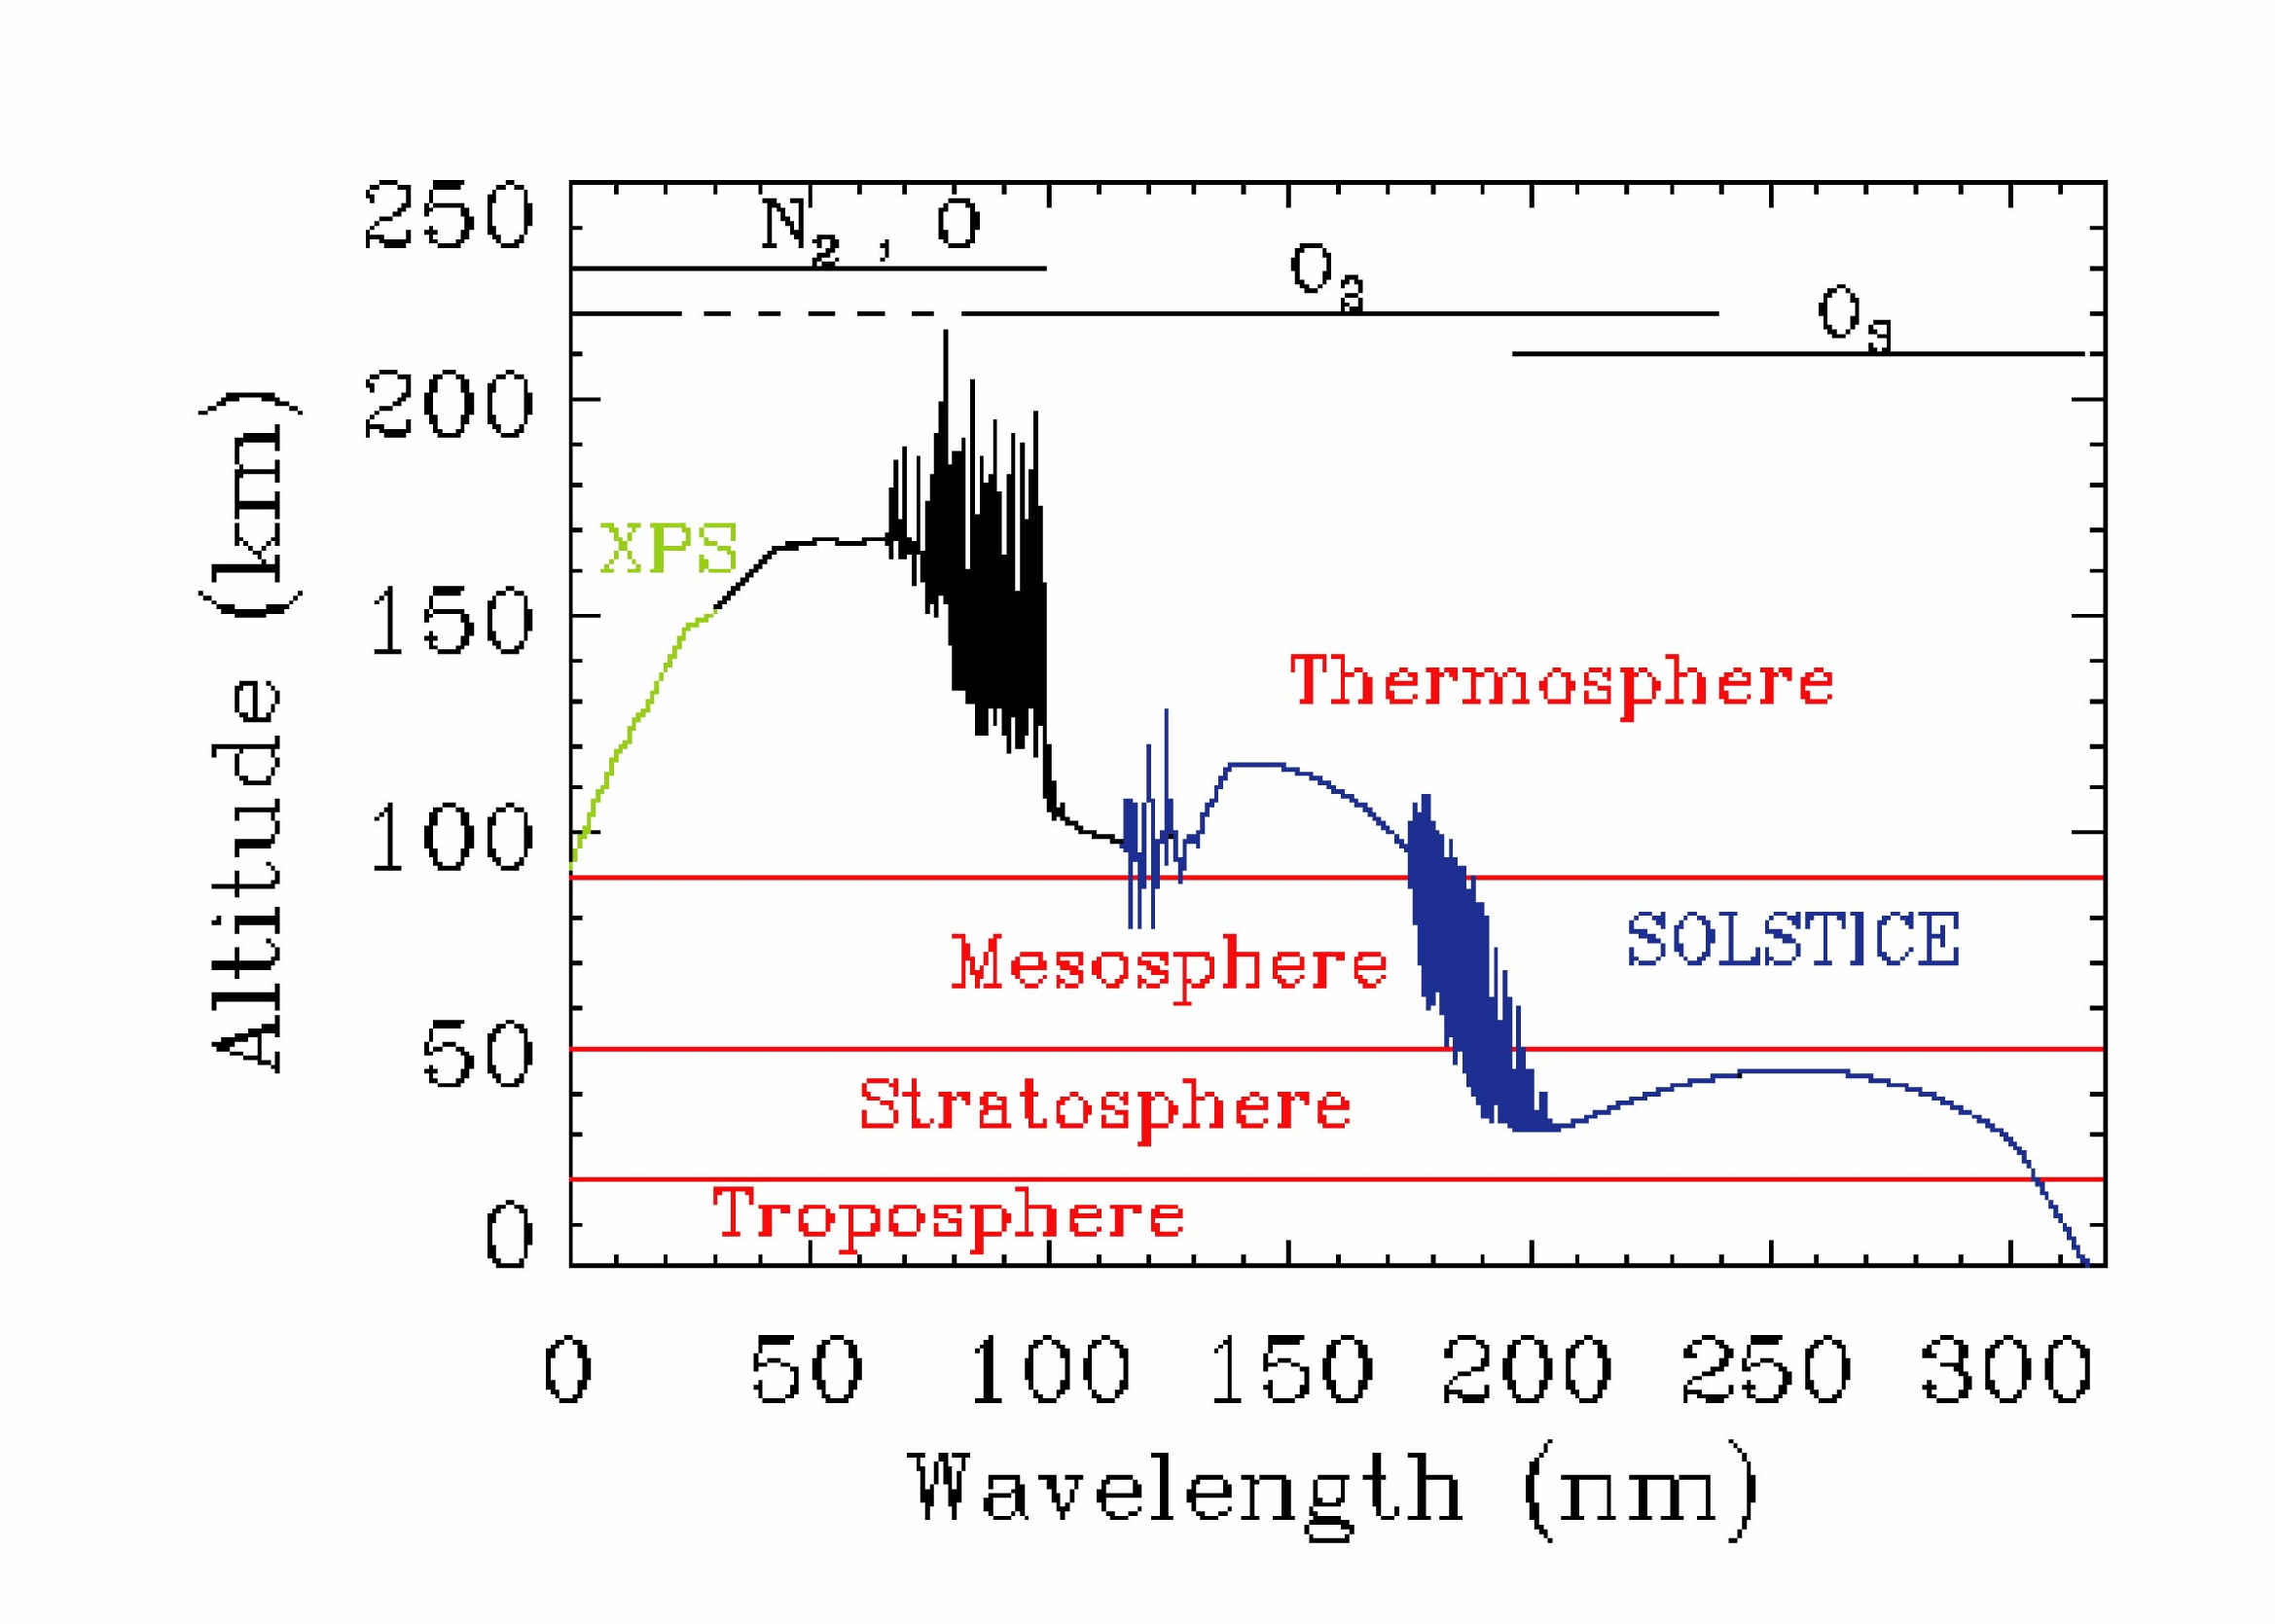 250
N₂ , O
O₂
O₃
200
Altitude (km)
XPS
150
Thermosphere
100
SOLSTICE
Mesosphere
50
Stratosphere
Troposphere
0
0 50 100 150 200 250 300
Wavelength (nm)